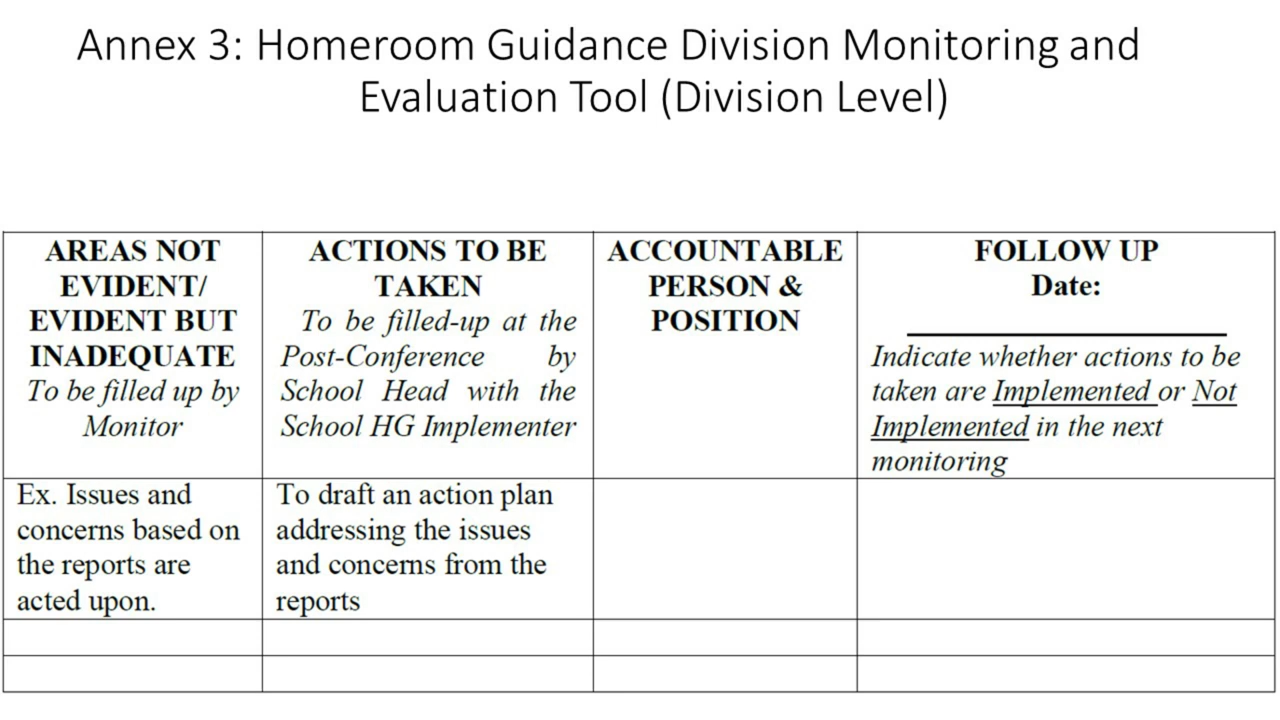 Annex 3: Homeroom Guidance Division Monitoring and
Evaluation Tool (Division Level)
AREAS NOT
EVIDENT/
EVIDENT BUT
INADEQUATE
To be filled up by
Monitor
ACTIONS TO BE
TAKEN
To be filled-up at the
Post-Conference by
School Head with the
School HG Implementer
ACCOUNTABLE
PERSON &
POSITION
FOLLOW UP
Date:
Indicate whether actions to be
taken are Implemented or Not
Implemented in the next
monitoring
Ex. Issues and
concerns based on
the reports are
acted upon.
To draft an action plan
addressing the issues
and concerns from the
reports